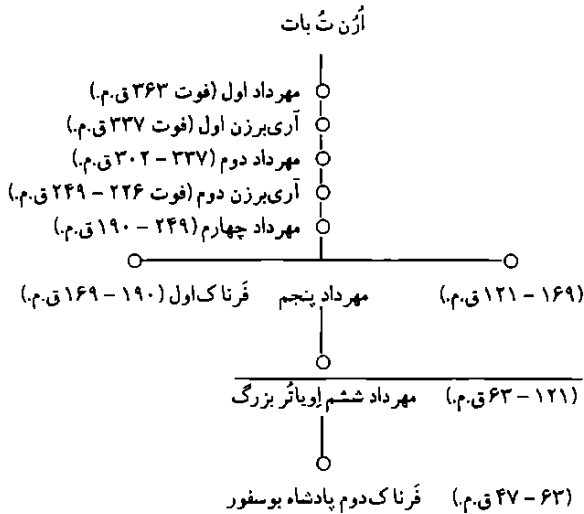 اُرُن تُ بات
مهرداد اول (فوت ۳۶۳ ق.م.)
آری‌برزن اول (فوت ۳۳۷ ق.م.)
مهرداد دوم (۳۳۷ – ۳۰۲ ق.م.)
آری‌برزن دوم (فوت ۲۲۶ – ۲۴۹ ق.م.)
مهرداد چهارم (۲۴۹ – ۱۹۰ ق.م.)
فَرناک اول (۱۹۰ – ۱۶۹ ق.م.) مهرداد پنجم (۱۶۹ – ۱۲۱ ق.م.)
مهرداد ششم اِوپاتُر بزرگ (۱۲۱ – ۶۳ ق.م.)
فَرناک دوم پادشاه بوسفور (۶۳ – ۴۷ ق.م.)